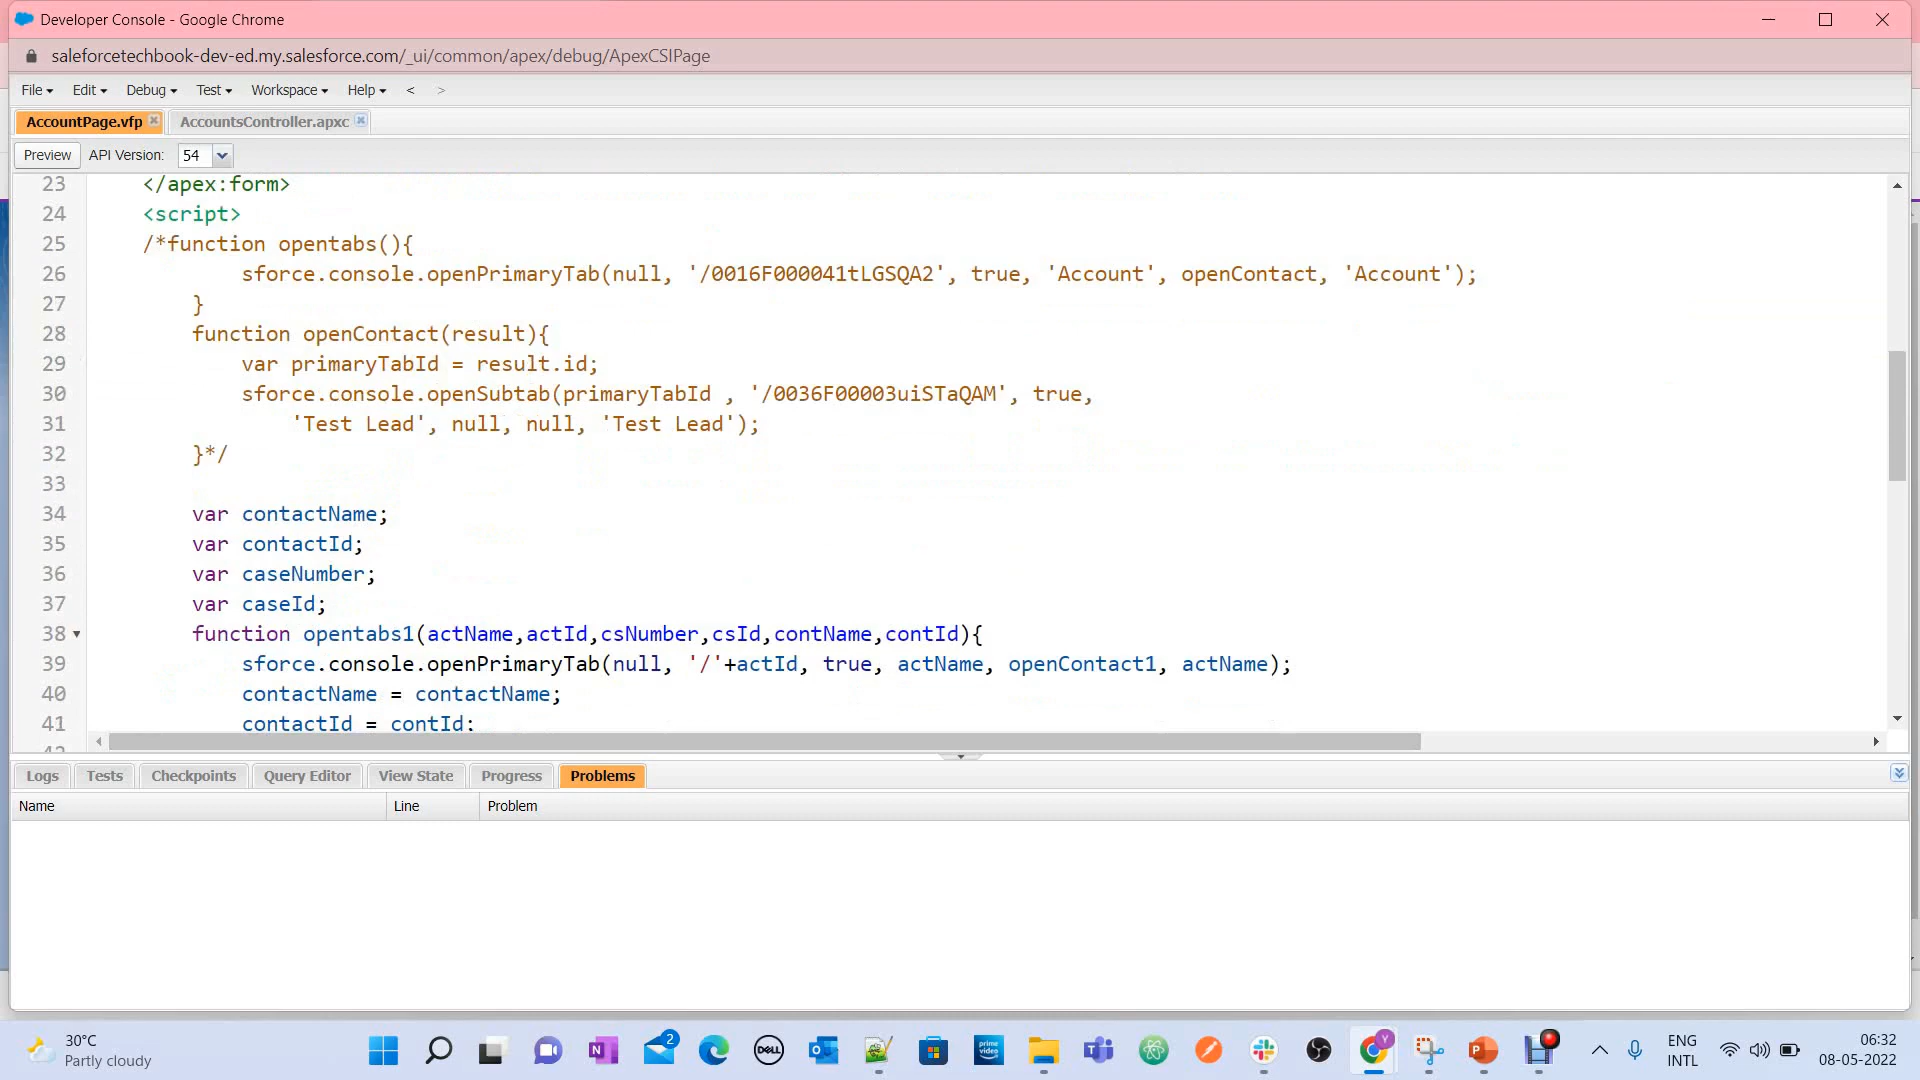 Developer Console - Google Chrome
saleforcetechbook-dev-ed.my.salesforce.com/_ui/common/apex/debug/ApexCSIPage
File Edit Debug Test Workspace Help < >
AccountPage.vfp AccountsController.apxc
Preview API Version: 54
23 </apex:form>
24 <script>
25 /*function opentabs(){
26 sforce.console.openPrimaryTab(null, '/0016F000041tLGSQA2', true, 'Account', openContact, 'Account');
27 }
28 function openContact(result){
29 var primaryTabId = result.id;
30 sforce.console.openSubtab(primaryTabId , '/0036F00003uiSTaQAM', true,
31 'Test Lead', null, null, 'Test Lead');
32 }*/
33
34 var contactName;
35 var contactId;
36 var caseNumber;
37 var caseId;
38 function opentabs1(actName,actId,csNumber,csId,contName,contId){
39 sforce.console.openPrimaryTab(null, '/'+actId, true, actName, openContact1, actName);
40 contactName = contactName;
41 contactId = contId;
Logs Tests Checkpoints Query Editor View State Progress Problems
Name Line Problem
30°C
Partly cloudy
2
DELL
prime video
Y
ENG
INTL
06:32
08-05-2022